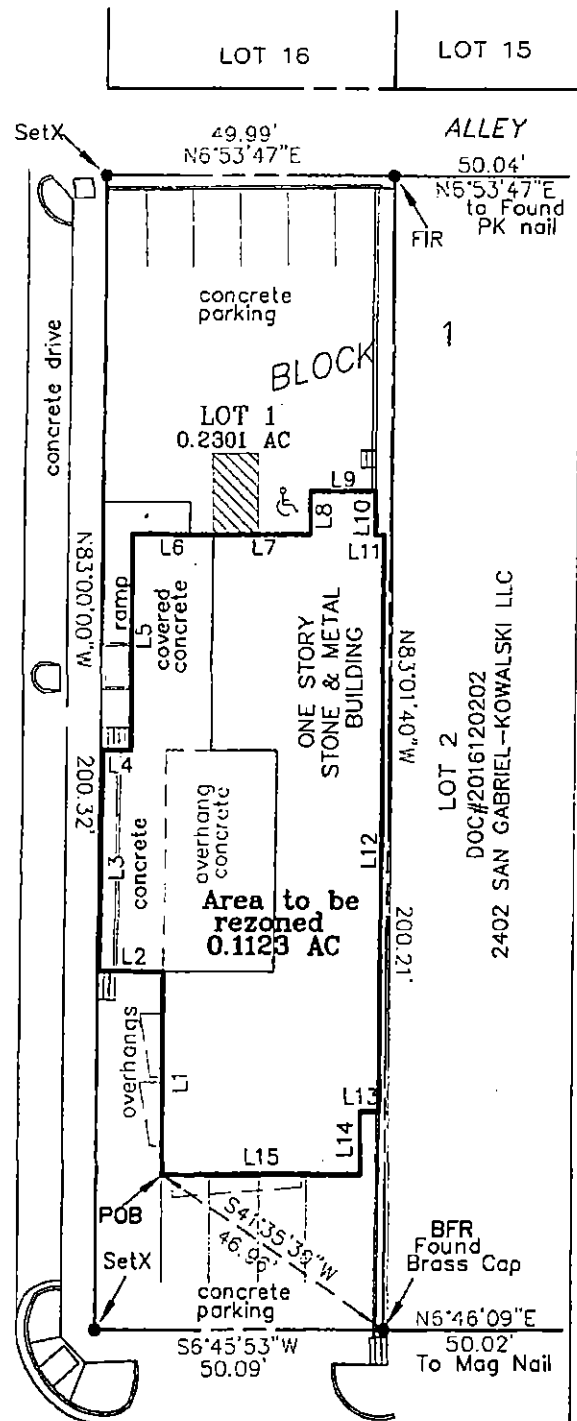 LOT 16
LOT 15
SetX
49.99'
N6°53'47"E
ALLEY
50.04'
N6°53'47"E
to Found
PK nail
FIR
concrete
parking
1
BLOCK
concrete drive
LOT 1
0.2301 AC
L9
L8
L10
L6
L7
L11
N83°00'00"W
ramp
L5
covered
concrete
ONE STORY
STONE & METAL
BUILDING
N83°01'40"W
LOT 2
DOC#2016120202
2402 SAN GABRIEL-KOWALSKI LLC
L4
200.32'
L3
concrete
overhang
concrete
L12
Area to be
rezoned
0.1123 AC
200.21'
L2
overhangs
L1
L13
L14
L15
POB
S41°35'39"W
46.96'
BFR
Found
Brass Cap
SetX
concrete
parking
N6°46'09"E
50.02'
To Mag Nail
S6°45'53"W
50.09'